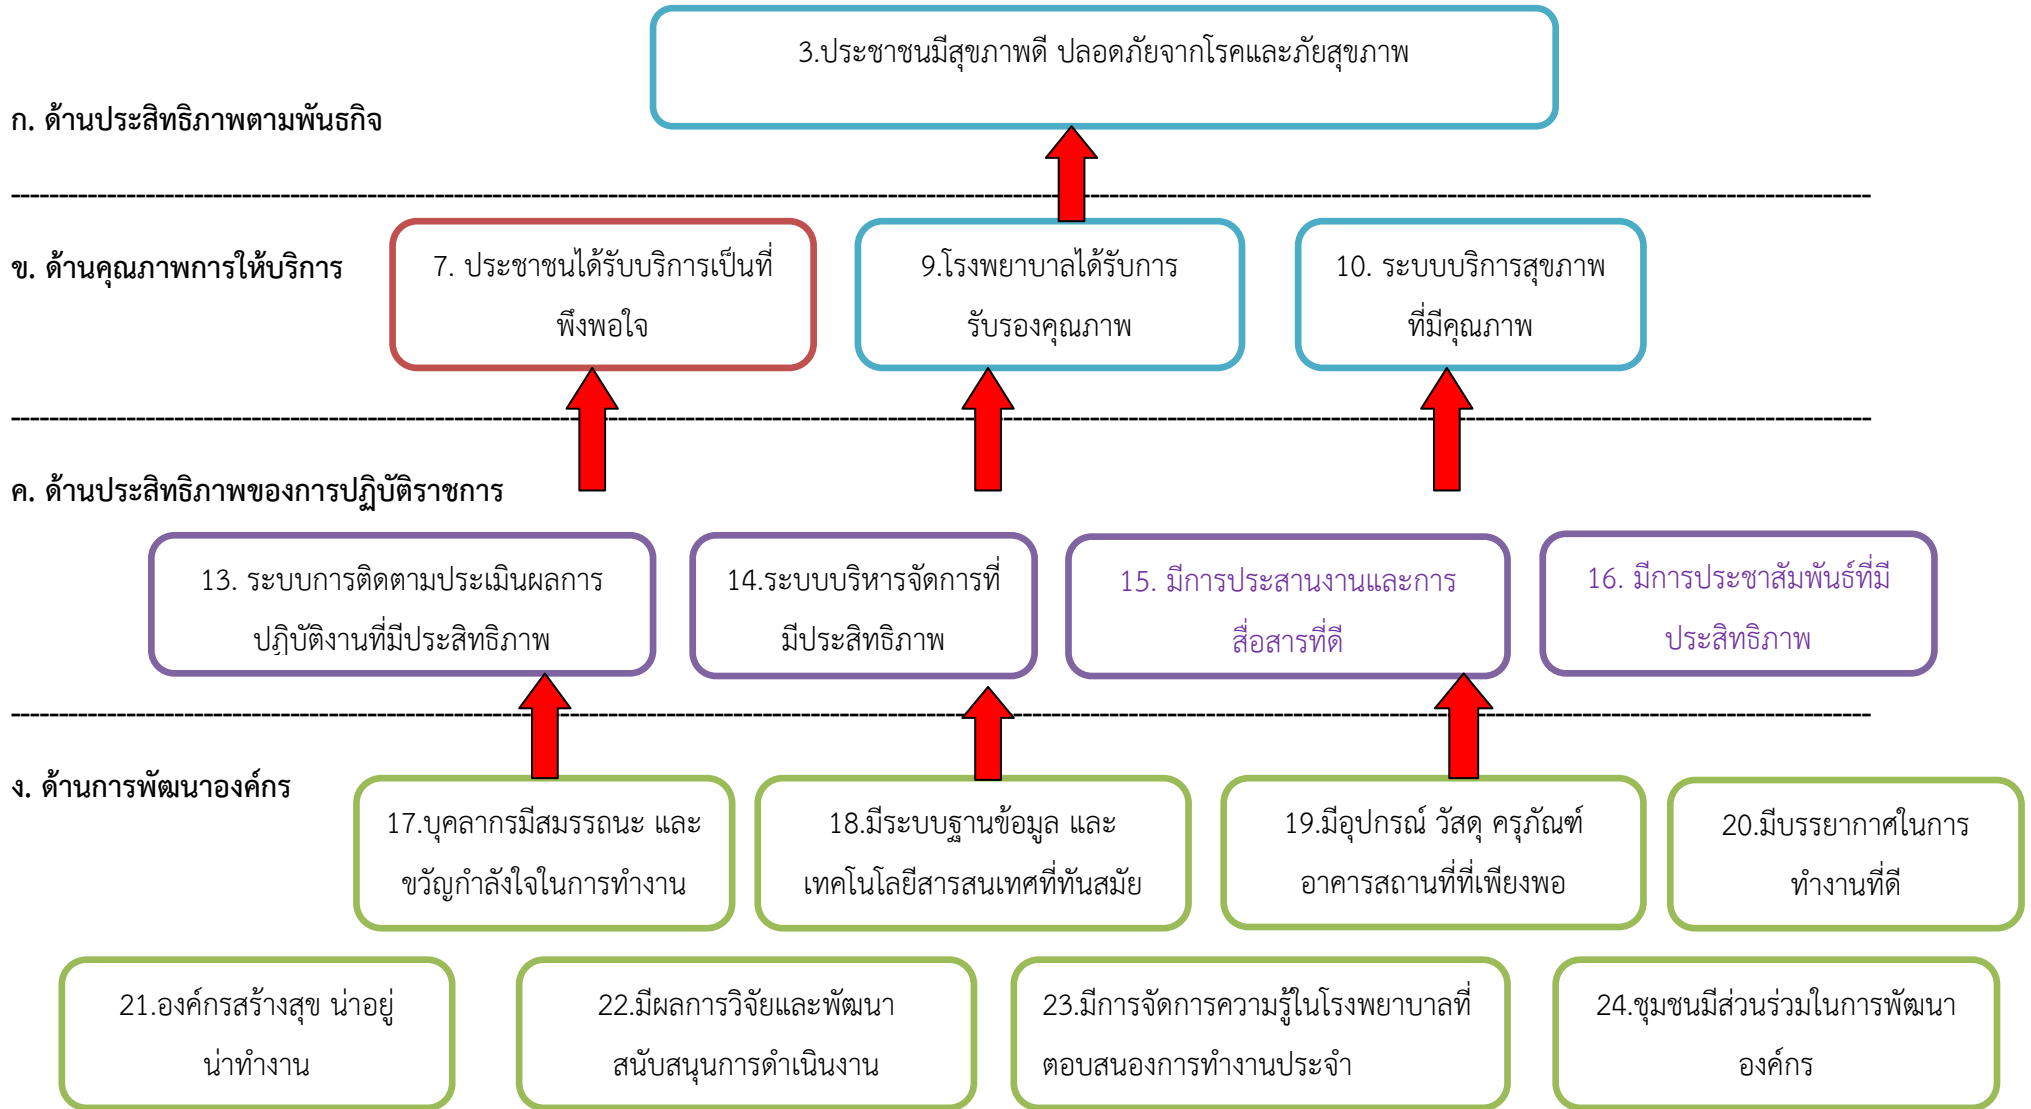 3.ประชาชนมีสุขภาพดี ปลอดภัยจากโรคและภัยสุขภาพ
ก. ด้านประสิทธิภาพตามพันธกิจ
ข. ด้านคุณภาพการให้บริการ
7. ประชาชนได้รับบริการเป็นที่
พึงพอใจ
9.โรงพยาบาลได้รับการ
รับรองคุณภาพ
10. ระบบบริการสุขภาพ
ที่มีคุณภาพ
ค. ด้านประสิทธิภาพของการปฏิบัติราชการ
13. ระบบการติดตามประเมินผลการ
ปฏิบัติงานที่มีประสิทธิภาพ
14.ระบบบริหารจัดการที่
มีประสิทธิภาพ
15. มีการประสานงานและการ
สื่อสารที่ดี
16. มีการประชาสัมพันธ์ที่มี
ประสิทธิภาพ
ง. ด้านการพัฒนาองค์กร
17.บุคลากรมีสมรรถนะ และ
ขวัญกำลังใจในการทำงาน
18.มีระบบฐานข้อมูล และ
เทคโนโลยีสารสนเทศที่ทันสมัย
19.มีอุปกรณ์ วัสดุ ครุภัณฑ์
อาคารสถานที่ที่เพียงพอ
20.มีบรรยากาศในการ
ทำงานที่ดี
21.องค์กรสร้างสุข น่าอยู่
น่าทำงาน
22.มีผลการวิจัยและพัฒนา
สนับสนุนการดำเนินงาน
23.มีการจัดการความรู้ในโรงพยาบาลที่
ตอบสนองการทำงานประจำ
24.ชุมชนมีส่วนร่วมในการพัฒนา
องค์กร